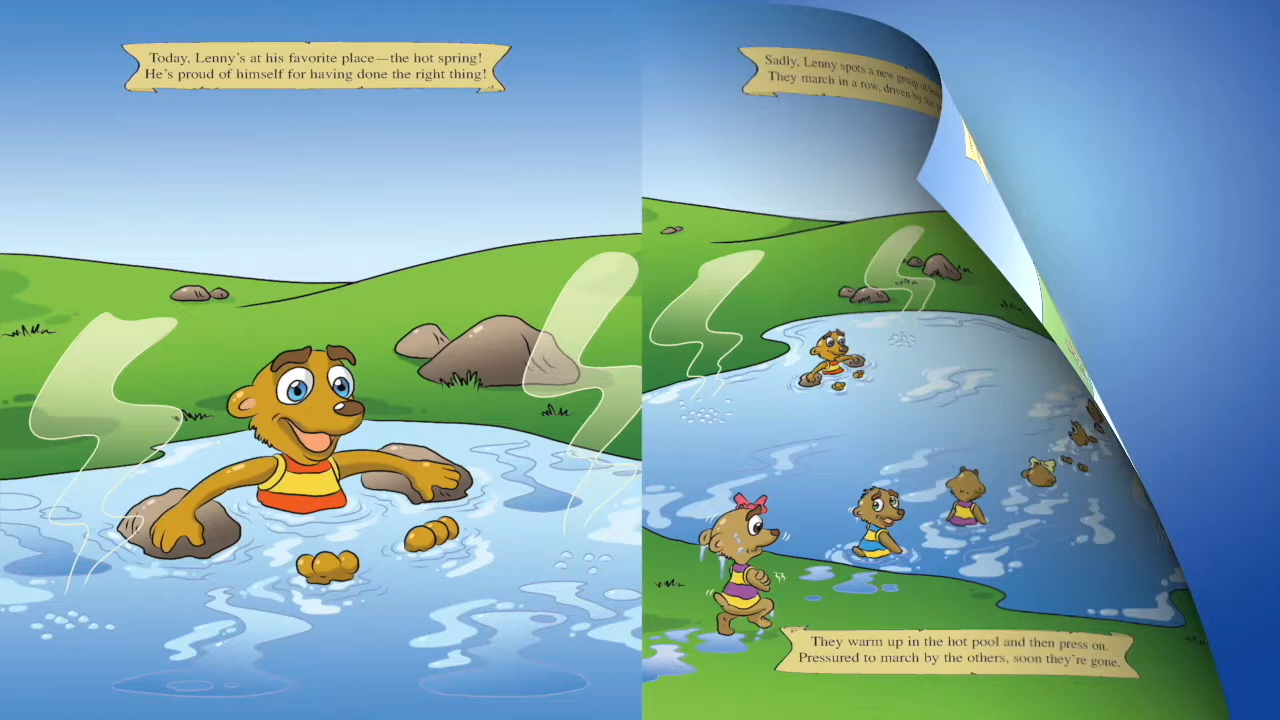 Today, Lenny's at his favorite place—the hot spring!
He's proud of himself for having done the right thing!
Sadly, Lenny spots a new group of
They march in a row, driven by
They warm up in the hot pool and then press on.
Pressured to march by the others, soon they're gone.